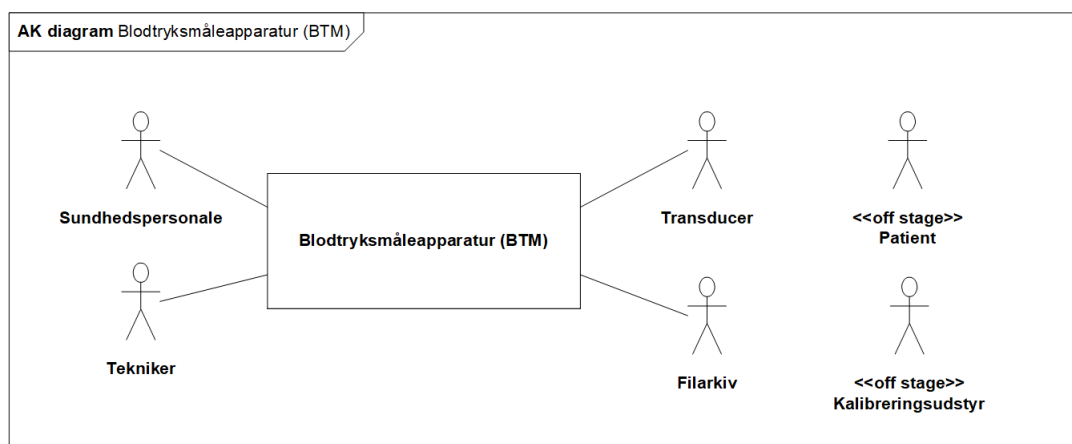 AK diagram Blodtryksmåleapparatur (BTM)
Sundhedspersonale
Tekniker
Blodtryksmåleapparatur (BTM)
Transducer
Filarkiv
<<off stage>>
Patient
<<off stage>>
Kalibreringsudstyr